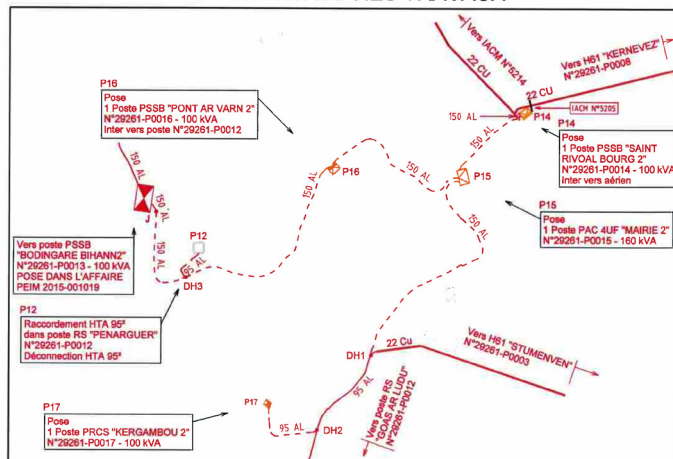 Vers IACM N°5214
22 CU
Vers H61 "KERNEVEZ"
N°29261-P0008
22 CU
IACM N°5205
150 AL
P14
150 AL
P14
Pose
1 Poste PSSB "SAINT
RIVOAL BOURG 2"
N°29261-P0014 - 100 kVA
Inter vers aérien
P16
Pose
1 Poste PSSB "PONT AR VARN 2"
N°29261-P0016 - 100 kVA
Inter vers poste N°29261-P0012
150 AL
150 AL
P16
150 AL
P15
P15
Pose
1 Poste PAC 4UF "MAIRIE 2"
N°29261-P0015 - 160 kVA
150 AL
150 AL
150 AL
P12
Vers poste PSSB
"BODINGARE BIHANN2"
N°29261-P0013 - 100 kVA
POSE DANS L'AFFAIRE
PEIM 2015-001019
95 AL
DH3
P12
Raccordement HTA 95²
dans poste RS "PENARGUER"
N°29261-P0012
Déconnection HTA 95²
22 Cu
Vers H61 "STUMENVEN"
N°29261-P0003
DH1
95 AL
Vers poste RS
"GOAS AR LUDU"
N°29261-P0012
P17
P17
Pose
1 Poste PRCS "KERGAMBOU 2"
N°29261-P0017 - 100 kVA
95 AL
DH2